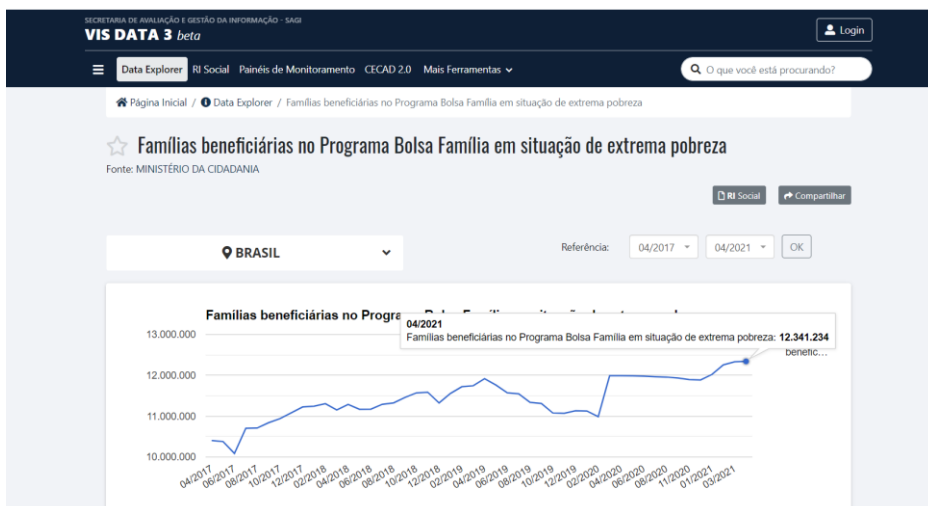 SECRETARIA DE AVALIAÇÃO E GESTÃO DA INFORMAÇÃO - SAGI
VIS DATA 3 beta
Login
Data Explorer RI Social Painéis de Monitoramento CECAD 2.0 Mais Ferramentas
O que você está procurando?
Página Inicial / Data Explorer / Famílias beneficiárias no Programa Bolsa Família em situação de extrema pobreza
Famílias beneficiárias no Programa Bolsa Família em situação de extrema pobreza
Fonte: MINISTÉRIO DA CIDADANIA
RI Social Compartilhar
BRASIL
Referência: 04/2017 04/2021 OK
Famílias beneficiárias no Progra
04/2021
Famílias beneficiárias no Programa Bolsa Família em situação de extrema pobreza: 12.341.234
benefic...
13.000.000
12.000.000
11.000.000
10.000.000
04/2017 06/2017 08/2017 10/2017 12/2017 02/2018 04/2018 06/2018 08/2018 10/2018 12/2018 02/2019 04/2019 06/2019 08/2019 10/2019 12/2019 02/2020 04/2020 06/2020 08/2020 11/2020 01/2021 03/2021